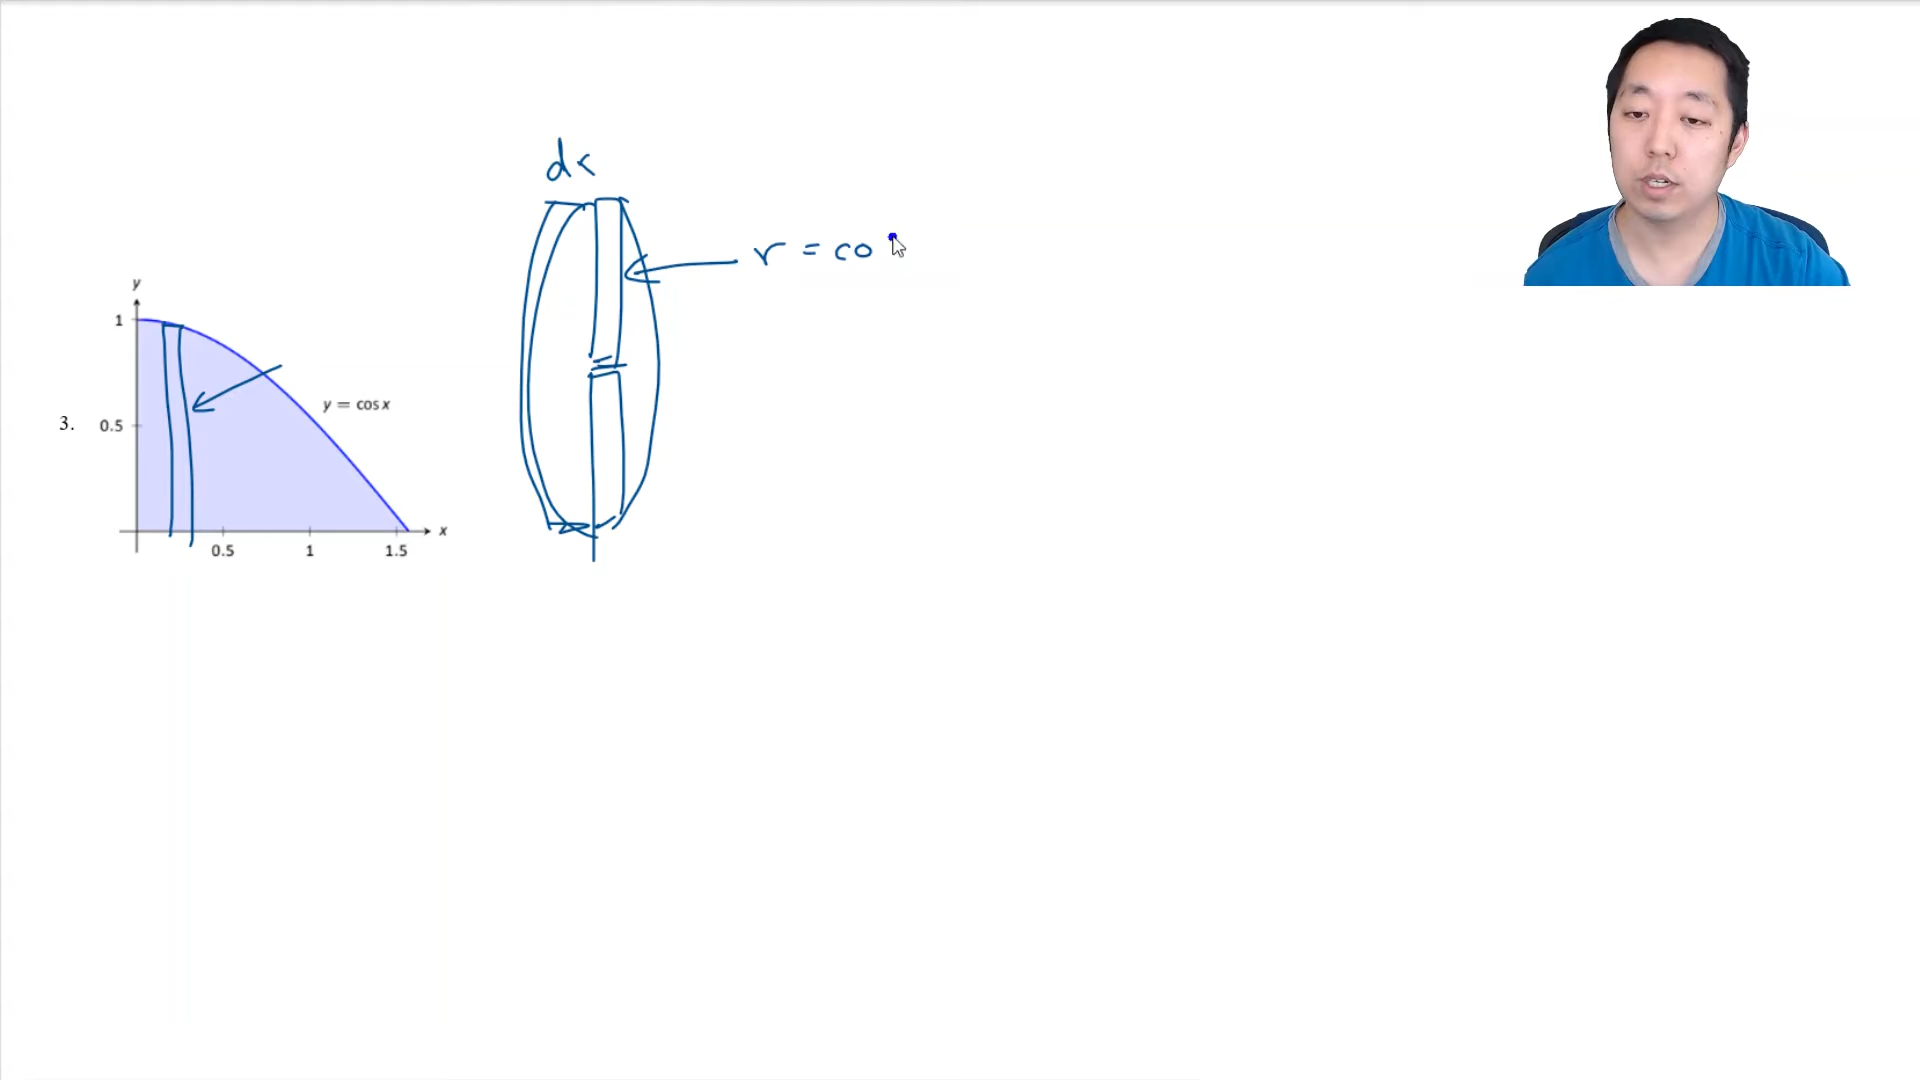 dx
r = co
y
1
y = cos x
3.
0.5
x
0.5 1 1.5